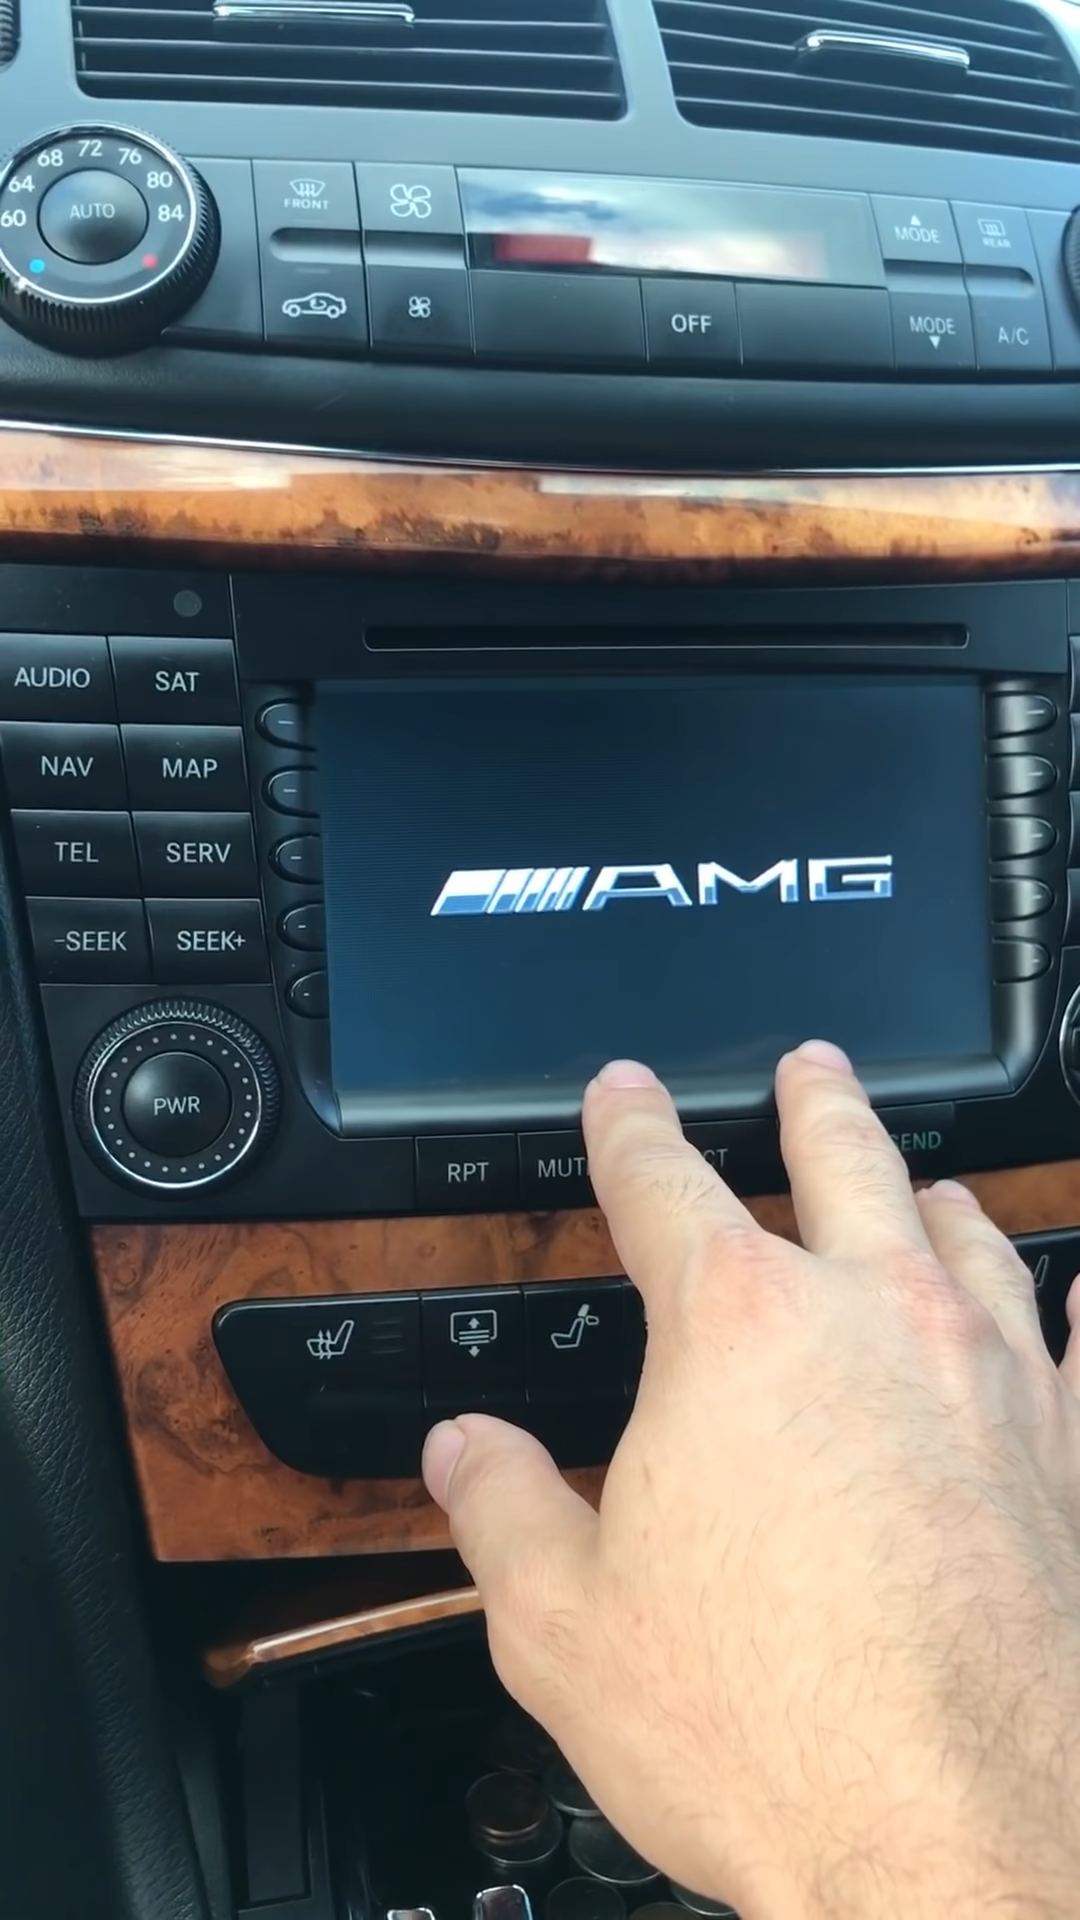 60 64 68 72 76 80 84
AUTO
FRONT
OFF
MODE
REAR
MODE
A/C
AUDIO SAT
NAV MAP
TEL SERV
-SEEK SEEK+
AMG
PWR
RPT